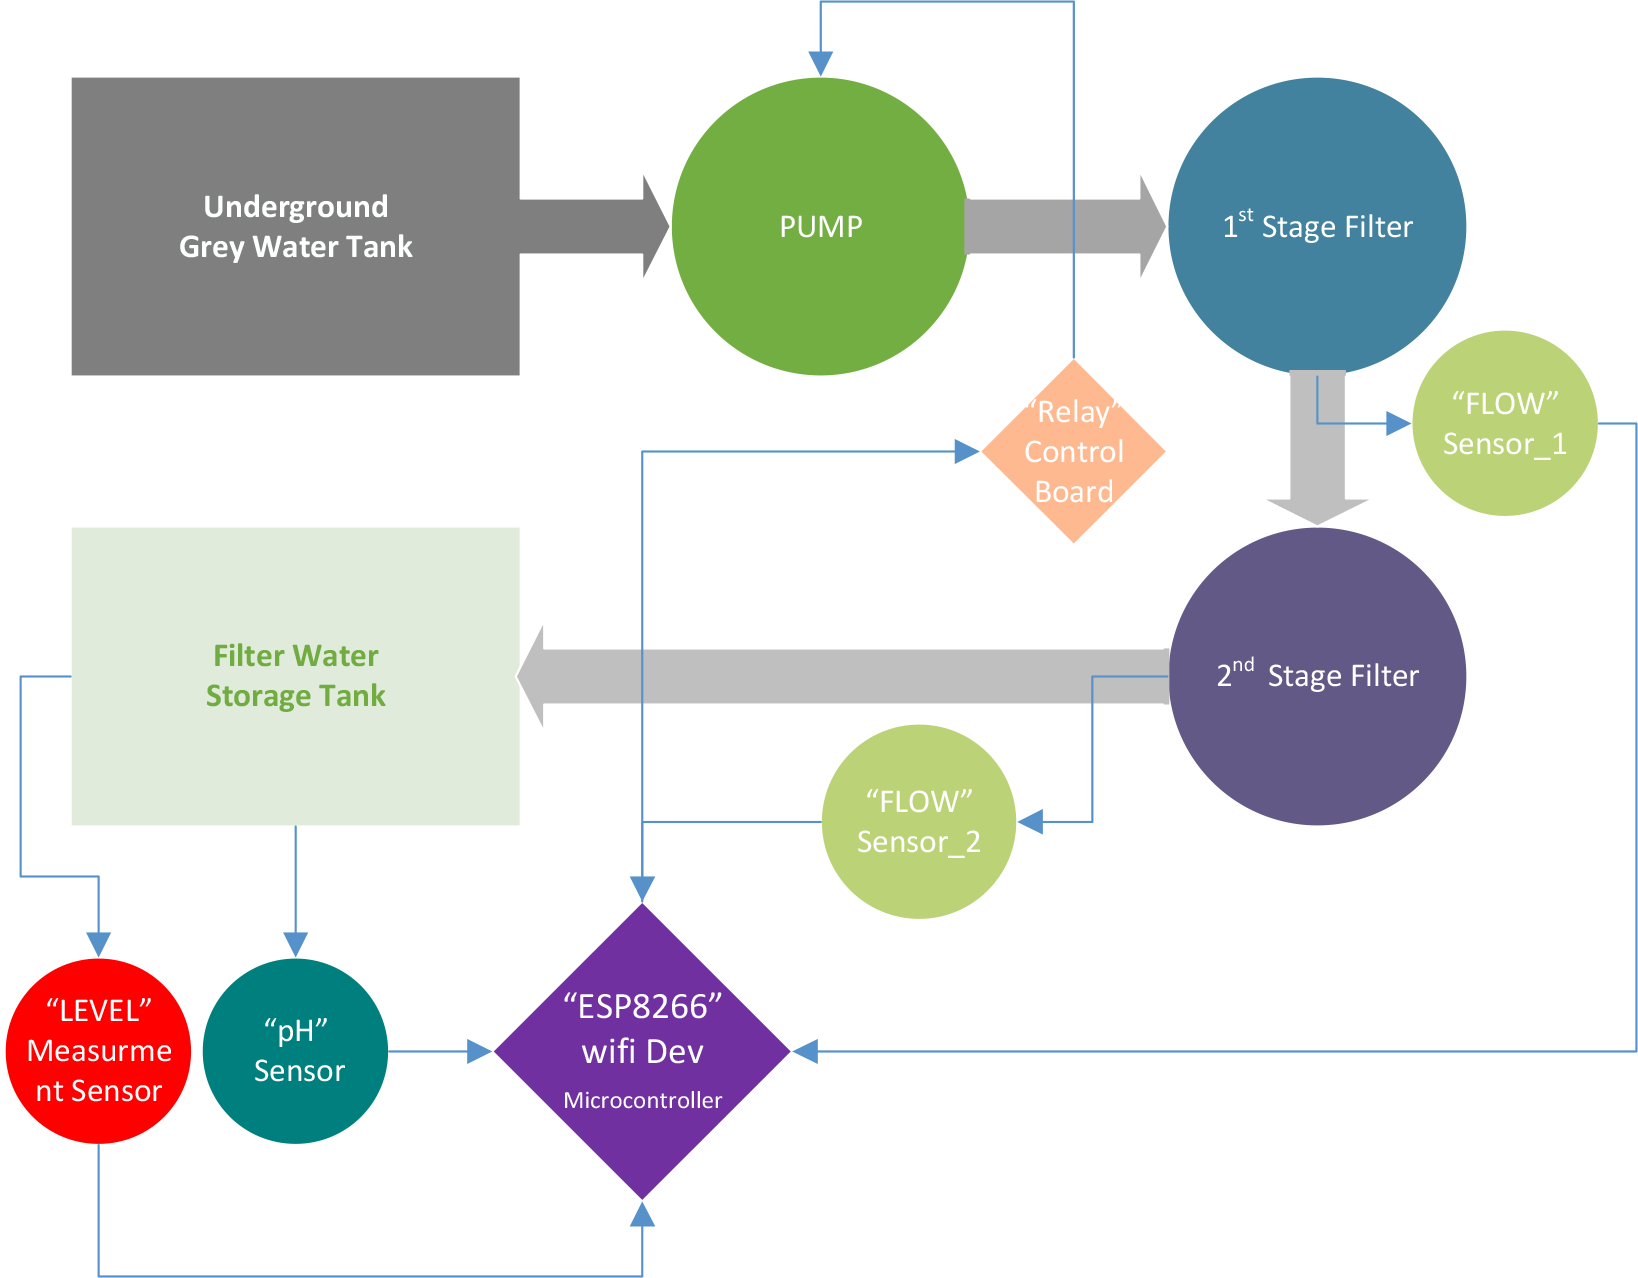 Underground
Grey Water Tank
PUMP
1st Stage Filter
“FLOW”
Sensor_1
“Relay”
Control
Board
Filter Water
Storage Tank
2nd Stage Filter
“FLOW”
Sensor_2
“LEVEL”
Measurme
nt Sensor
“pH”
Sensor
“ESP8266”
wifi Dev
Microcontroller